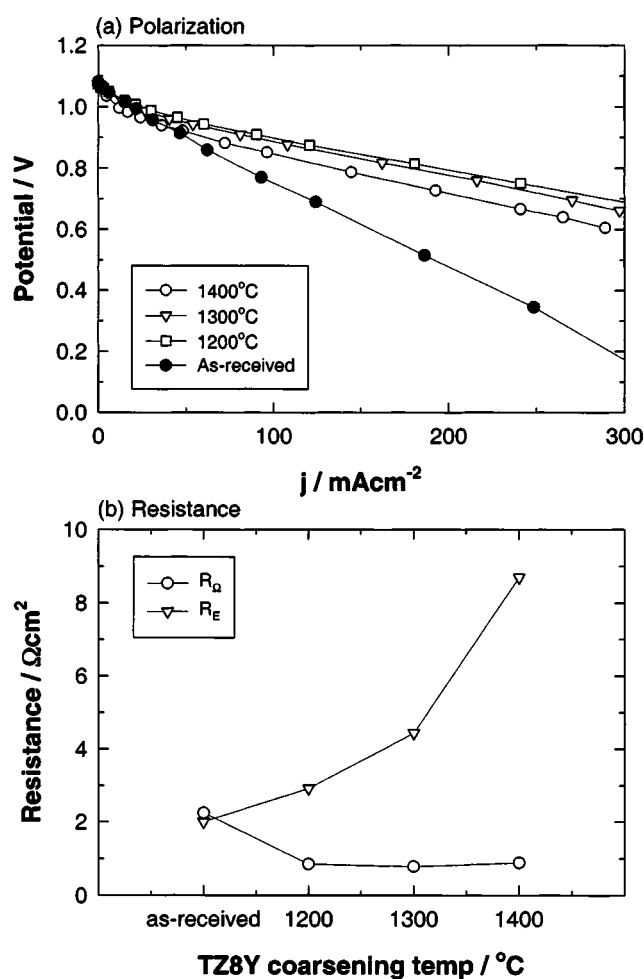 (a) Polarization
1.2
1.0
0.8
0.6
0.4
0.2
0.0
Potential / V
1400°C
1300°C
1200°C
As-received
0
100
200
300
j / mAcm⁻²
(b) Resistance
10
8
6
4
2
0
Resistance / Ωcm²
R_Ω
R_E
as-received
1200
1300
1400
TZ8Y coarsening temp / °C